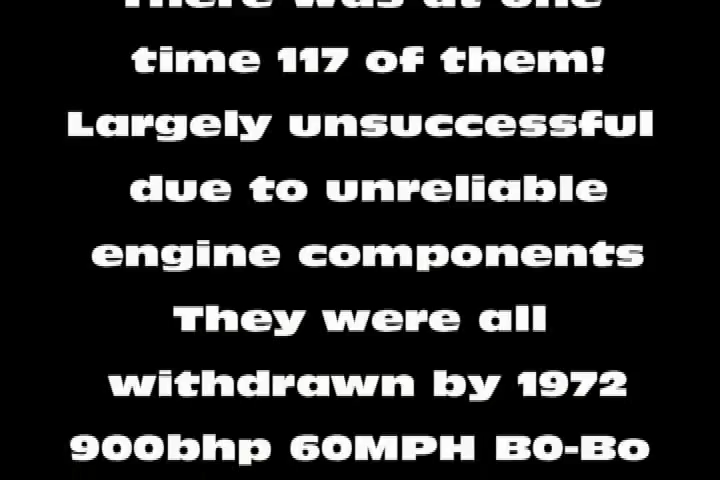 There was at one
time 117 of them!
Largely unsuccessful
due to unreliable
engine components
They were all
withdrawn by 1972
900bhp 60MPH B0-Bo